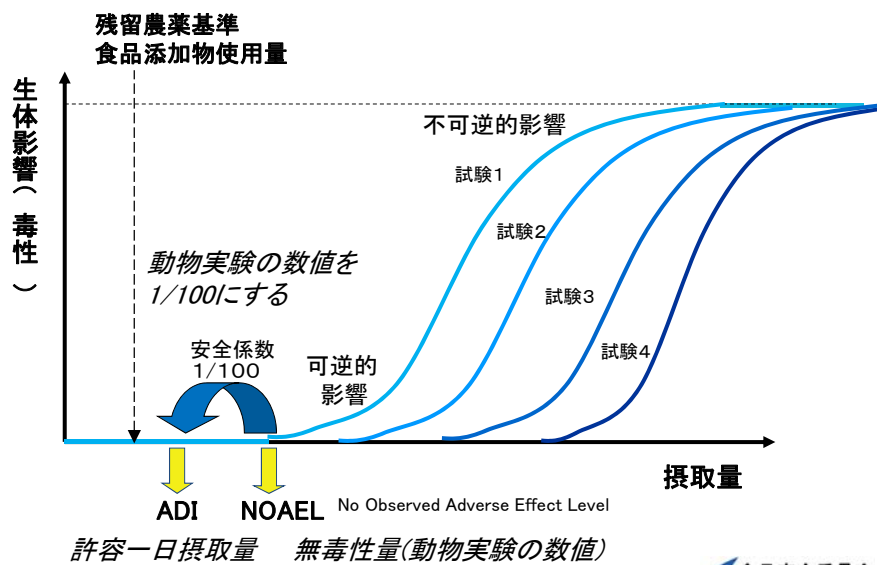 残留農薬基準
食品添加物使用量
生体影響(毒性)
不可逆的影響
試験1
試験2
動物実験の数値を
1/100にする
試験3
安全係数
1/100
可逆的
影響
試験4
摂取量
ADI
NOAEL
No Observed Adverse Effect Level
許容一日摂取量
無毒性量(動物実験の数値)